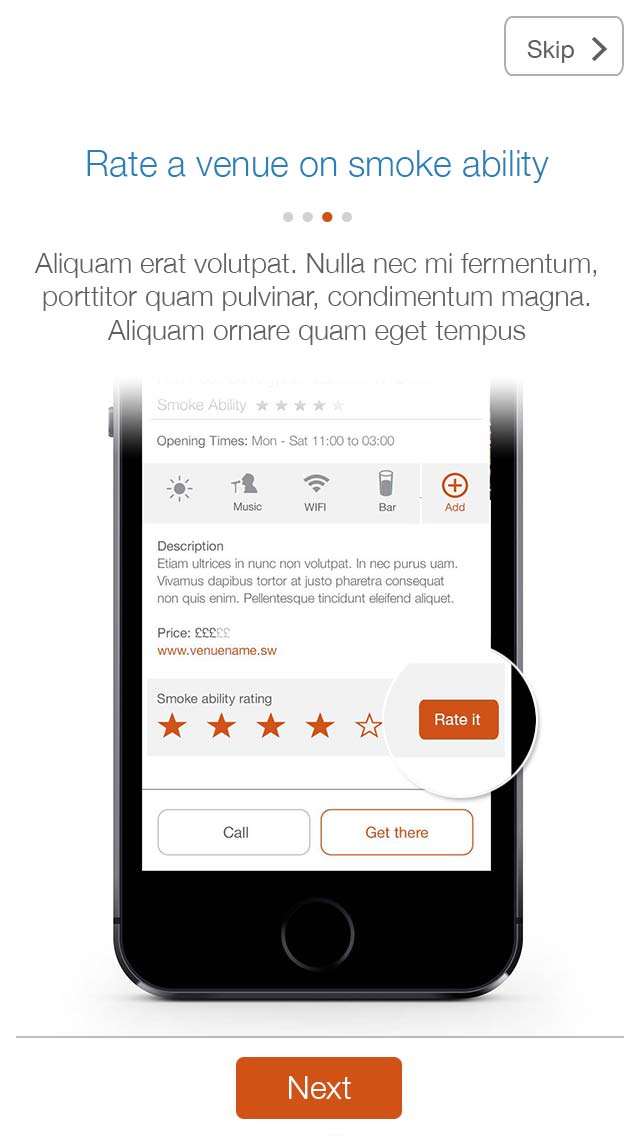 Skip
Rate a venue on smoke ability
Aliquam erat volutpat. Nulla nec mi fermentum,
porttitor quam pulvinar, condimentum magna.
Aliquam ornare quam eget tempus
Smoke Ability
Opening Times: Mon - Sat 11:00 to 03:00
Music WIFI Bar Add
Description
Etiam ultrices in nunc non volutpat. In nec purus uam.
Vivamus dapibus tortor at justo pharetra consequat
non quis enim. Pellentesque tincidunt eleifend aliquet.
Price: £££££
www.venuename.sw
Smoke ability rating
Rate it
Call Get there
Next